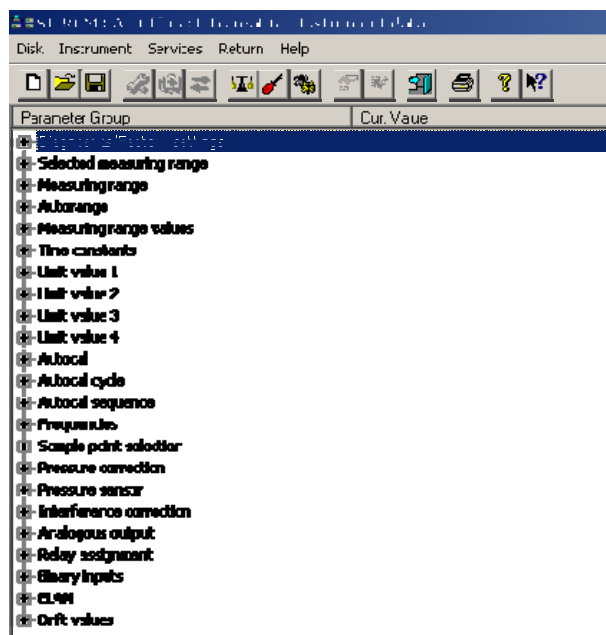 Disk Instrument Services Return Help
Parameter Group Cur. Value
Selected measuring range
Measuring range
Autorange
Measuring range values
Time constants
Limit value 1
Limit value 2
Limit value 3
Limit value 4
Autocal
Autocal cycle
Autocal sequence
Frequencies
Sample point selection
Pressure correction
Pressure sensor
Interference correction
Analogous output
Relay assignment
Binary inputs
ELAN
Drift values